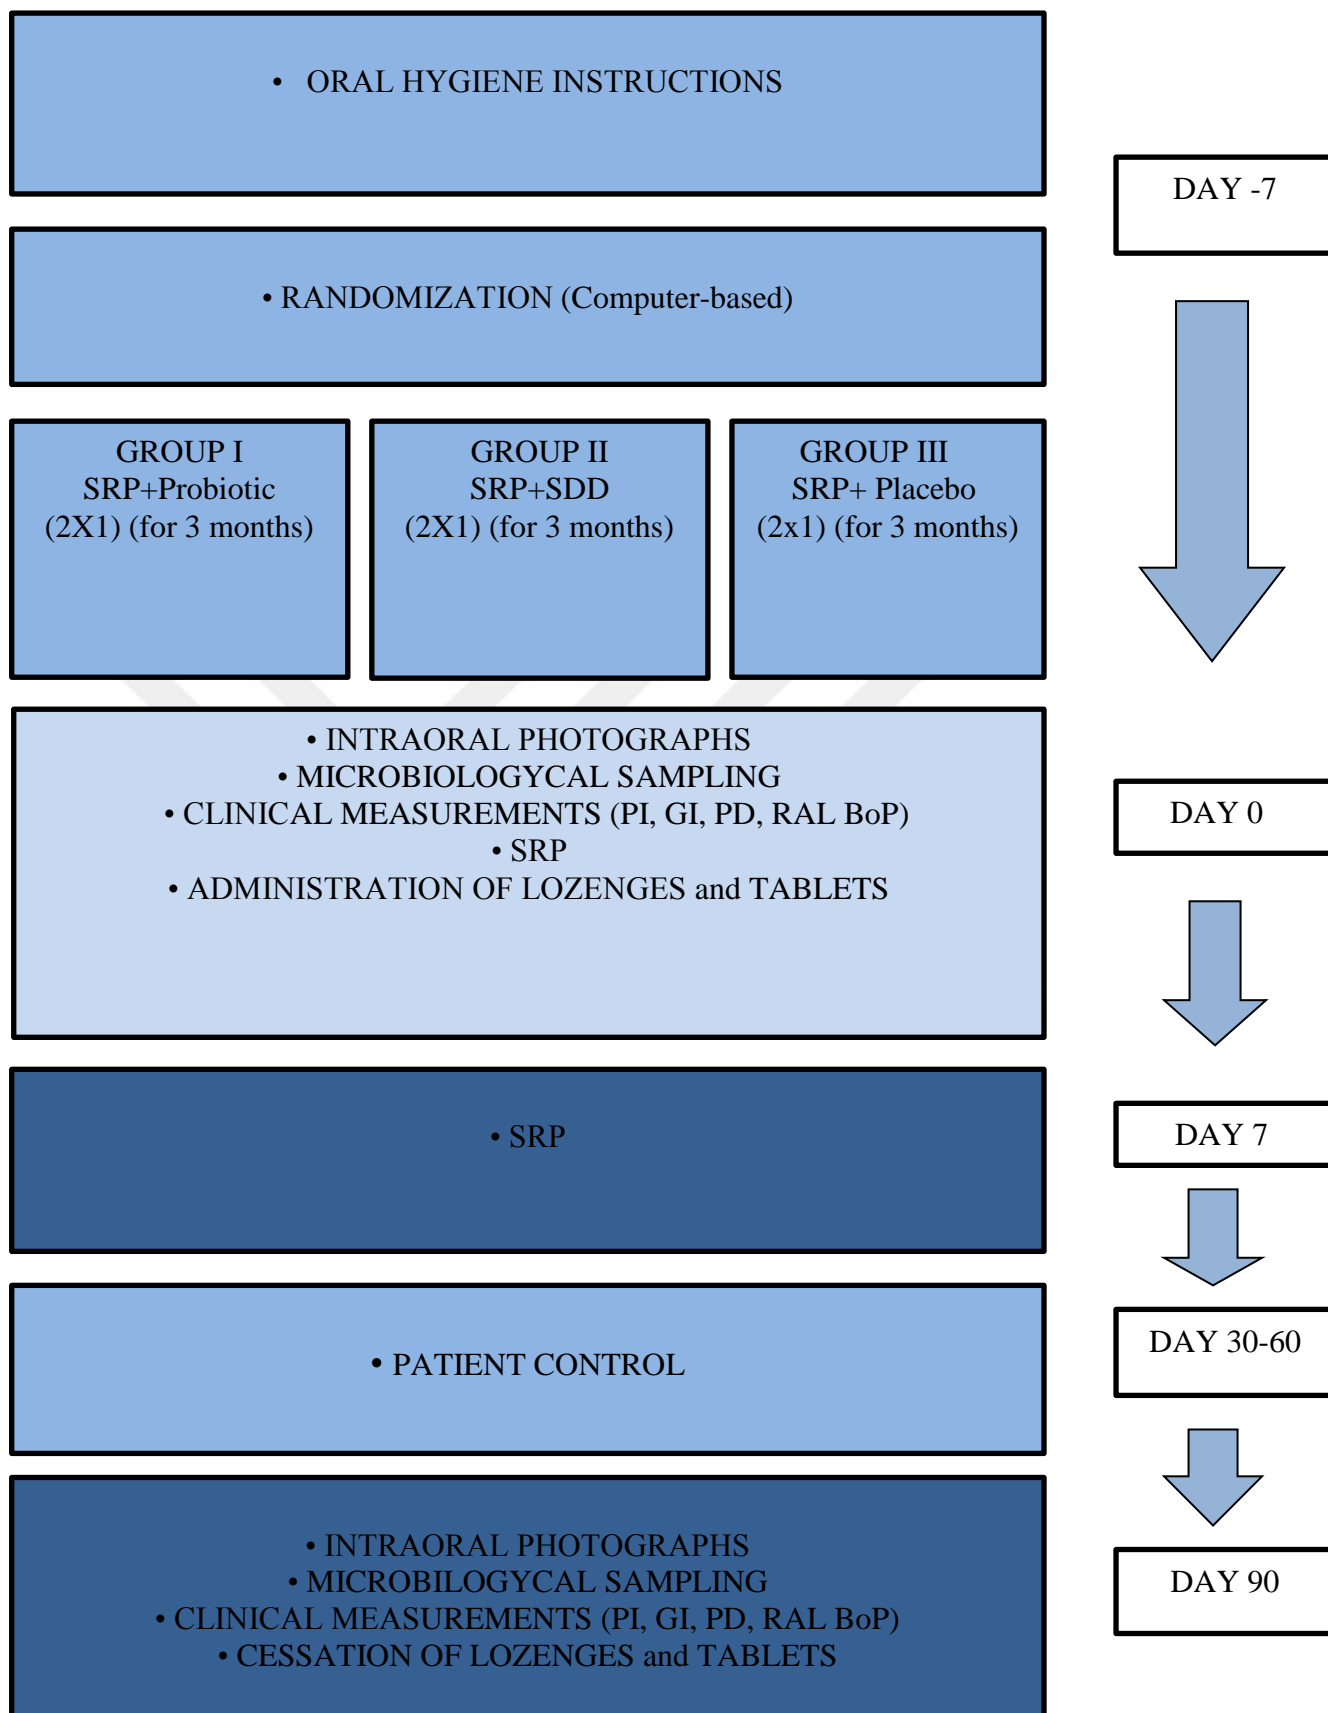 • ORAL HYGIENE INSTRUCTIONS
DAY -7
• RANDOMIZATION (Computer-based)
GROUP I
SRP+Probiotic
(2X1) (for 3 months)
GROUP II
SRP+SDD
(2X1) (for 3 months)
GROUP III
SRP+ Placebo
(2x1) (for 3 months)
• INTRAORAL PHOTOGRAPHS
• MICROBIOLOGYCAL SAMPLING
• CLINICAL MEASUREMENTS (PI, GI, PD, RAL BoP)
• SRP
• ADMINISTRATION OF LOZENGES and TABLETS
DAY 0
• SRP
DAY 7
• PATIENT CONTROL
DAY 30-60
• INTRAORAL PHOTOGRAPHS
• MICROBILOGYCAL SAMPLING
• CLINICAL MEASUREMENTS (PI, GI, PD, RAL BoP)
• CESSATION OF LOZENGES and TABLETS
DAY 90